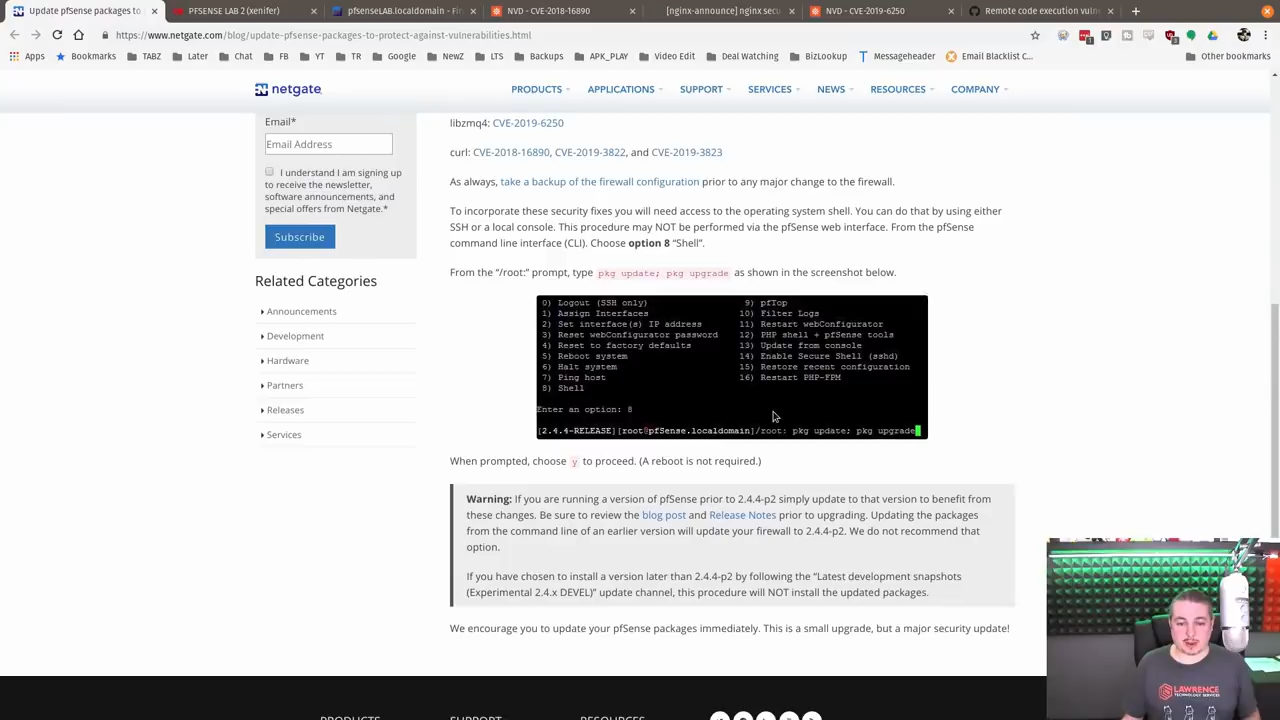 Update pfSense packages to
PFSENSE LAB 2 (xenifer)
pfsenseLAB.localdomain - Fir
NVD - CVE-2018-16890
[nginx-announce] nginx secu
NVD - CVE-2019-6250
Remote code execution vuln
https://www.netgate.com/blog/update-pfsense-packages-to-protect-against-vulnerabilities.html
Apps
Bookmarks
TABZ
Later
Chat
FB
YT
TR
Google
NewZ
LTS
Backups
APK_PLAY
Video Edit
Deal Watching
BizLookup
Messageheader
Email Blacklist C...
Other bookmarks
netgate
PRODUCTS
APPLICATIONS
SUPPORT
SERVICES
NEWS
RESOURCES
COMPANY
Email*
Email Address
I understand I am signing up
to receive the newsletter,
software announcements, and
special offers from Netgate.*
Subscribe
Related Categories
Announcements
Development
Hardware
Partners
Releases
Services
libzmq4: CVE-2019-6250
curl: CVE-2018-16890, CVE-2019-3822, and CVE-2019-3823
As always, take a backup of the firewall configuration prior to any major change to the firewall.
To incorporate these security fixes you will need access to the operating system shell. You can do that by using either
SSH or a local console. This procedure may NOT be performed via the pfSense web interface. From the pfSense
command line interface (CLI). Choose option 8 “Shell”.
From the “/root:” prompt, type pkg update; pkg upgrade as shown in the screenshot below.
0) Logout (SSH only) 9) pfTop
1) Assign Interfaces 10) Filter Logs
2) Set interface(s) IP address 11) Restart webConfigurator
3) Reset webConfigurator password 12) PHP shell + pfSense tools
4) Reset to factory defaults 13) Update from console
5) Reboot system 14) Enable Secure Shell (sshd)
6) Halt system 15) Restore recent configuration
7) Ping host 16) Restart PHP-FPM
8) Shell
Enter an option: 8
[2.4.4-RELEASE][root@pfSense.localdomain]/root: pkg update; pkg upgrade
When prompted, choose y to proceed. (A reboot is not required.)
Warning: If you are running a version of pfSense prior to 2.4.4-p2 simply update to that version to benefit from
these changes. Be sure to review the blog post and Release Notes prior to upgrading. Updating the packages
from the command line of an earlier version will update your firewall to 2.4.4-p2. We do not recommend that
option.
If you have chosen to install a version later than 2.4.4-p2 by following the “Latest development snapshots
(Experimental 2.4.x DEVEL)” update channel, this procedure will NOT install the updated packages.
We encourage you to update your pfSense packages immediately. This is a small upgrade, but a major security update!
LAWRENCE
TECHNOLOGY SERVICES
PRODUCTS
SUPPORT
RESOURCES